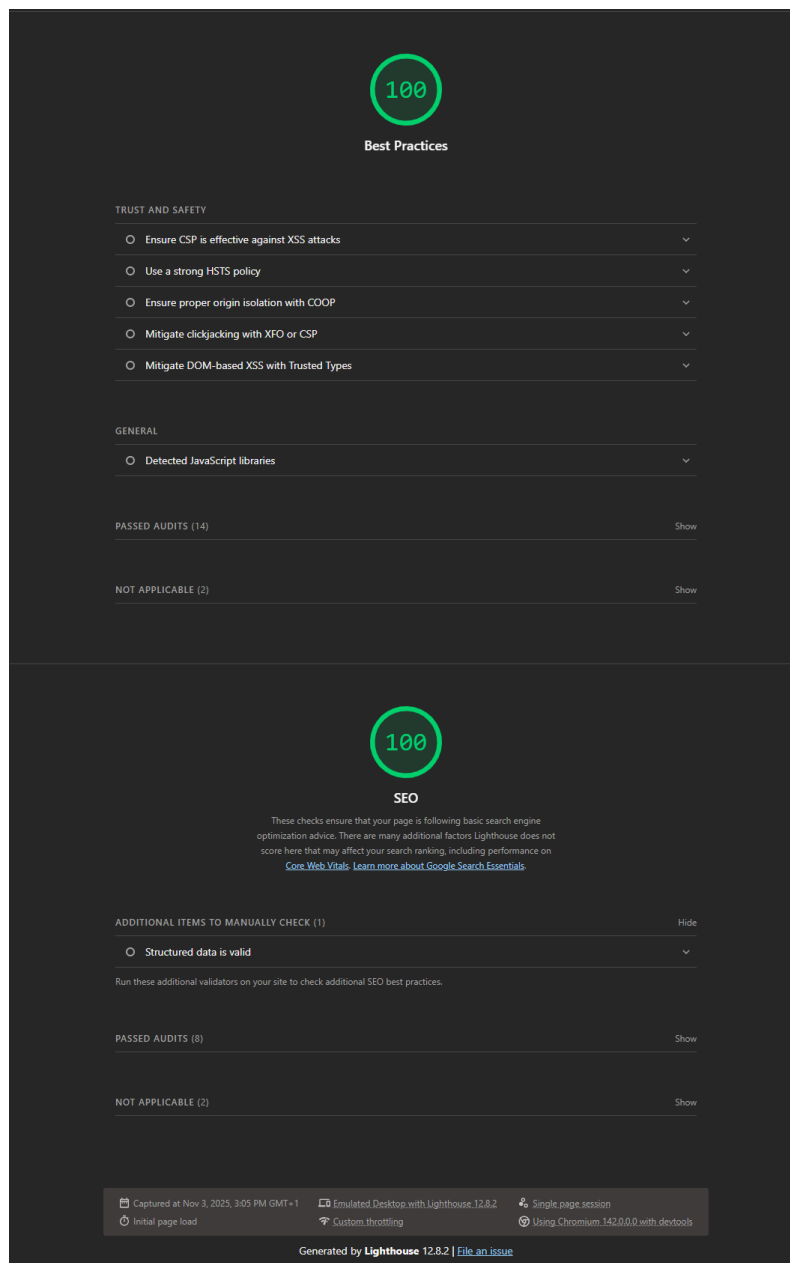 100
Best Practices
TRUST AND SAFETY
Ensure CSP is effective against XSS attacks
Use a strong HSTS policy
Ensure proper origin isolation with COOP
Mitigate clickjacking with XFO or CSP
Mitigate DOM-based XSS with Trusted Types
GENERAL
Detected JavaScript libraries
PASSED AUDITS (14) Show
NOT APPLICABLE (2) Show
100
SEO
These checks ensure that your page is following basic search engine
optimization advice. There are many additional factors Lighthouse does not
score here that may affect your search ranking, including performance on
Core Web Vitals. Learn more about Google Search Essentials.
ADDITIONAL ITEMS TO MANUALLY CHECK (1) Hide
Structured data is valid
Run these additional validators on your site to check additional SEO best practices.
PASSED AUDITS (8) Show
NOT APPLICABLE (2) Show
Captured at Nov 3, 2025, 3:05 PM GMT+1 Emulated Desktop with Lighthouse 12.8.2 Single page session
Initial page load Custom throttling Using Chromium 142.0.0.0 with devtools
Generated by Lighthouse 12.8.2 | File an issue